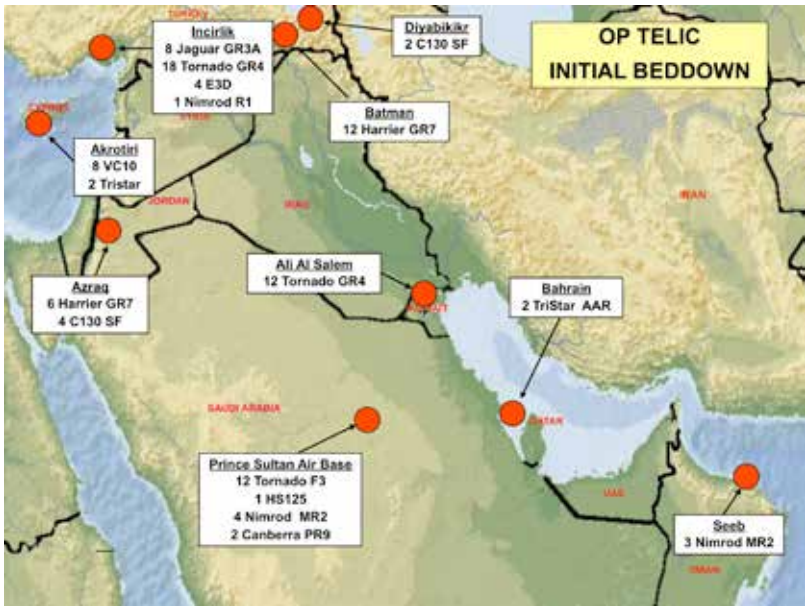 OP TELIC
INITIAL BEDDOWN
Incirlik
8 Jaguar GR3A
18 Tornado GR4
4 E3D
1 Nimrod R1
Diyabikikr
2 C130 SF
Batman
12 Harrier GR7
Akrotiri
8 VC10
2 Tristar
Azraq
6 Harrier GR7
4 C130 SF
Ali Al Salem
12 Tornado GR4
Bahrain
2 TriStar AAR
Prince Sultan Air Base
12 Tornado F3
1 HS125
4 Nimrod MR2
2 Canberra PR9
Seeb
3 Nimrod MR2
TURKEY
CYPRUS
SYRIA
JORDAN
IRAQ
IRAN
SAUDI ARABIA
QATAR
UAE
OMAN